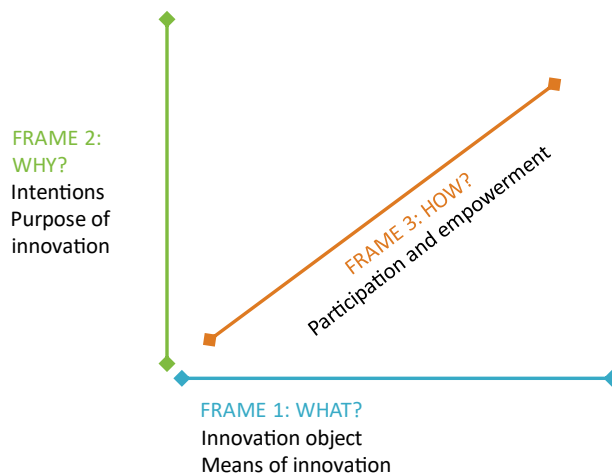 FRAME 2:
WHY?
Intentions
Purpose of
innovation
FRAME 3: HOW?
Participation and empowerment
FRAME 1: WHAT?
Innovation object
Means of innovation